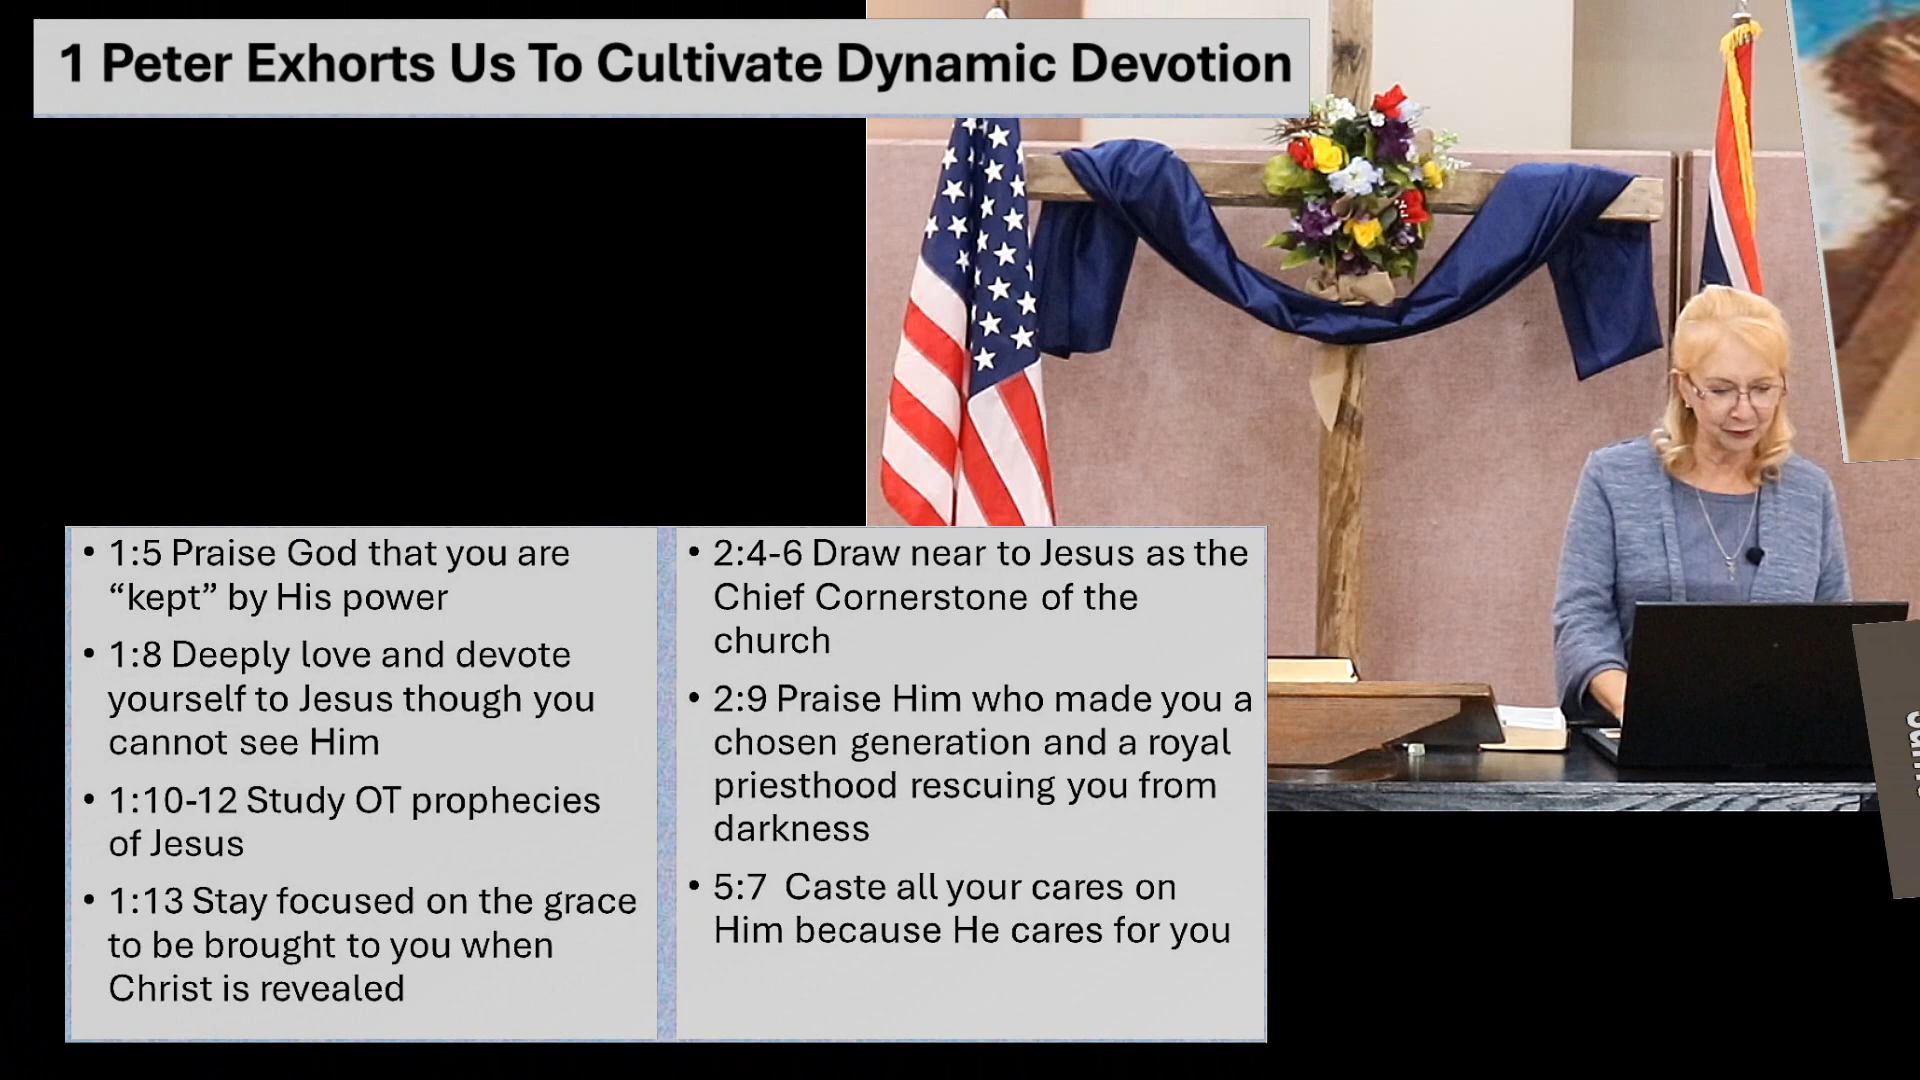 1 Peter Exhorts Us To Cultivate Dynamic Devotion
• 1:5 Praise God that you are
“kept” by His power
• 1:8 Deeply love and devote
yourself to Jesus though you
cannot see Him
• 1:10-12 Study OT prophecies
of Jesus
• 1:13 Stay focused on the grace
to be brought to you when
Christ is revealed
• 2:4-6 Draw near to Jesus as the
Chief Cornerstone of the
church
• 2:9 Praise Him who made you a
chosen generation and a royal
priesthood rescuing you from
darkness
• 5:7  Caste all your cares on
Him because He cares for you